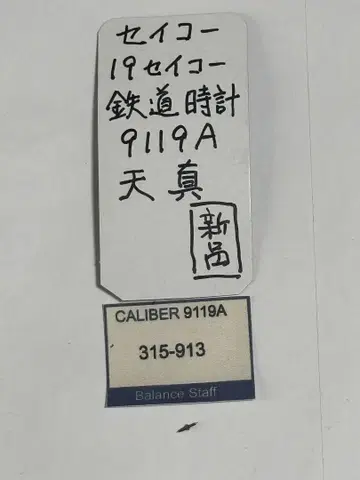 セイコー
19セイコー
鉄道時計
9119A
天真
新品
CALIBER 9119A
315-913
Balance Staff